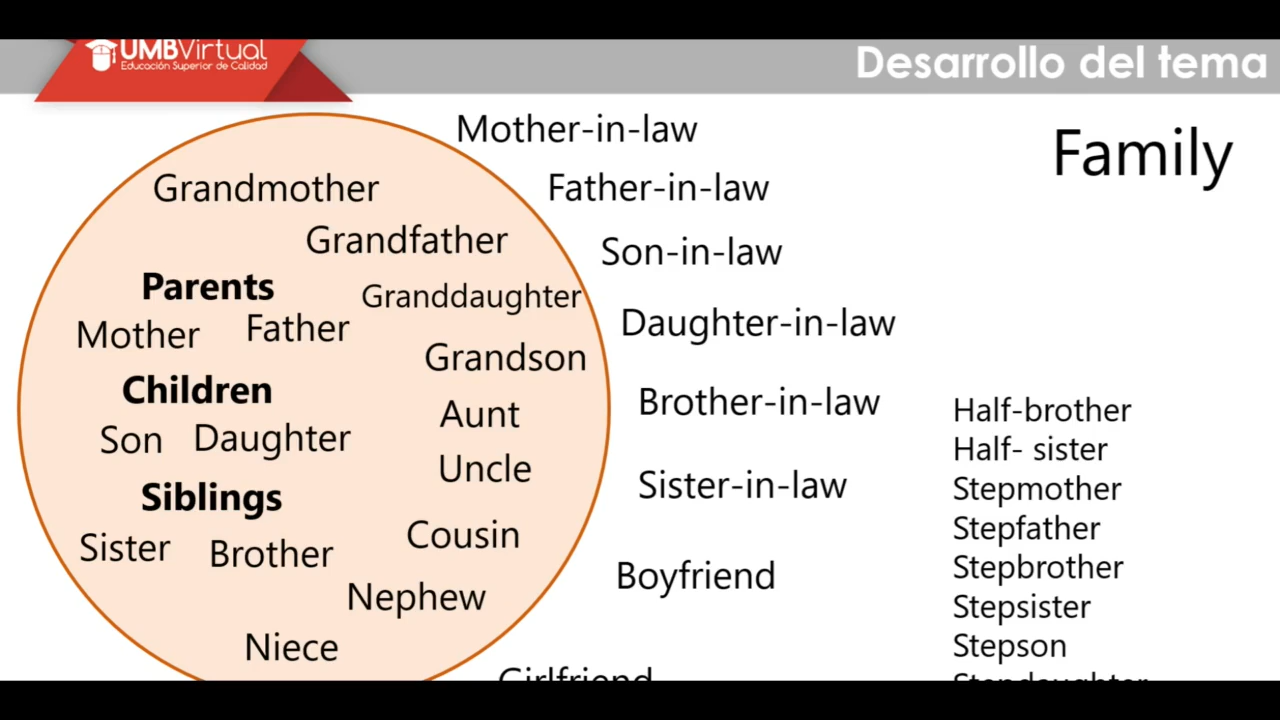 UMBVirtual
Educación Superior de Calidad
Desarrollo del tema
Family
Grandmother
Grandfather
Parents
Granddaughter
Mother Father
Grandson
Children
Aunt
Son Daughter
Uncle
Siblings
Cousin
Sister Brother
Nephew
Niece
Mother-in-law
Father-in-law
Son-in-law
Daughter-in-law
Brother-in-law
Sister-in-law
Boyfriend
Girlfriend
Half-brother
Half- sister
Stepmother
Stepfather
Stepbrother
Stepsister
Stepson
Stepdaughter